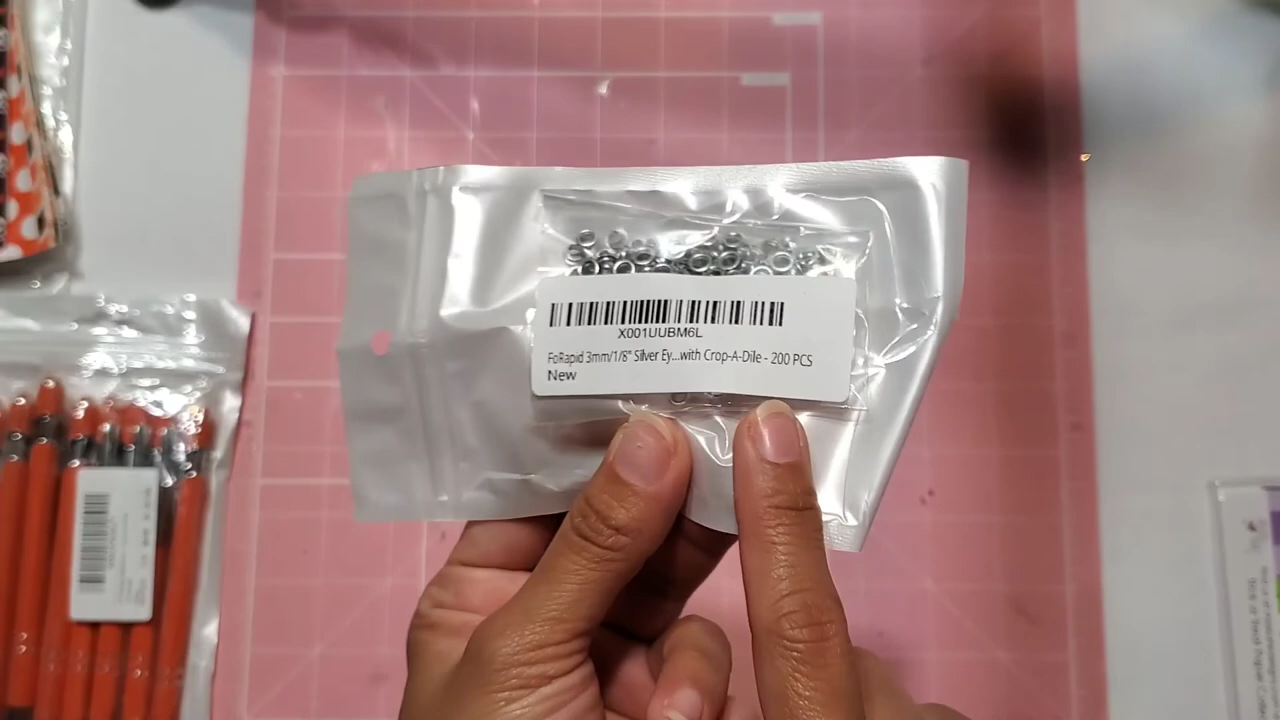 X001UUBM6L
FoRapid 3mm/1/8" Silver Ey...with Crop-A-Dile - 200 PCS
New